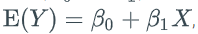 E(Y) = β₀ + β₁X,